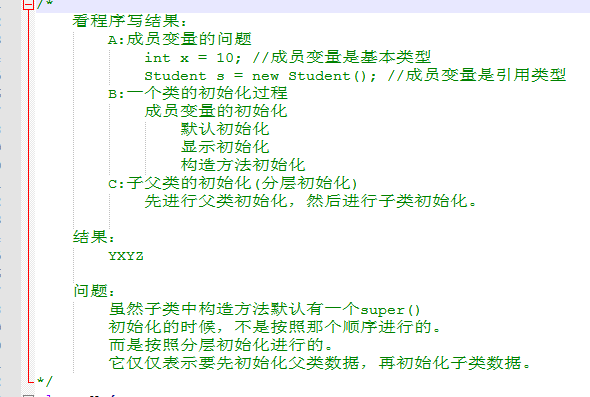 /*
看程序写结果:
A:成员变量的问题
int x = 10; //成员变量是基本类型
Student s = new Student(); //成员变量是引用类型
B:一个类的初始化过程
成员变量的初始化
默认初始化
显示初始化
构造方法初始化
C:子父类的初始化(分层初始化)
先进行父类初始化，然后进行子类初始化。
结果:
YXYZ
问题:
虽然子类中构造方法默认有一个super()
初始化的时候，不是按照那个顺序进行的。
而是按照分层初始化进行的。
它仅仅表示要先初始化父类数据，再初始化子类数据。
*/